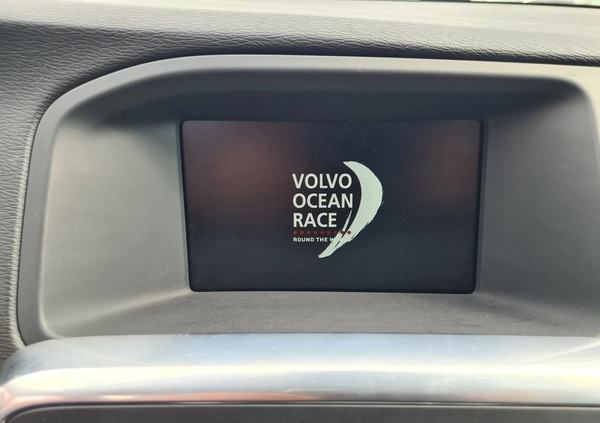 VOLVO
OCEAN
RACE
ROUND THE